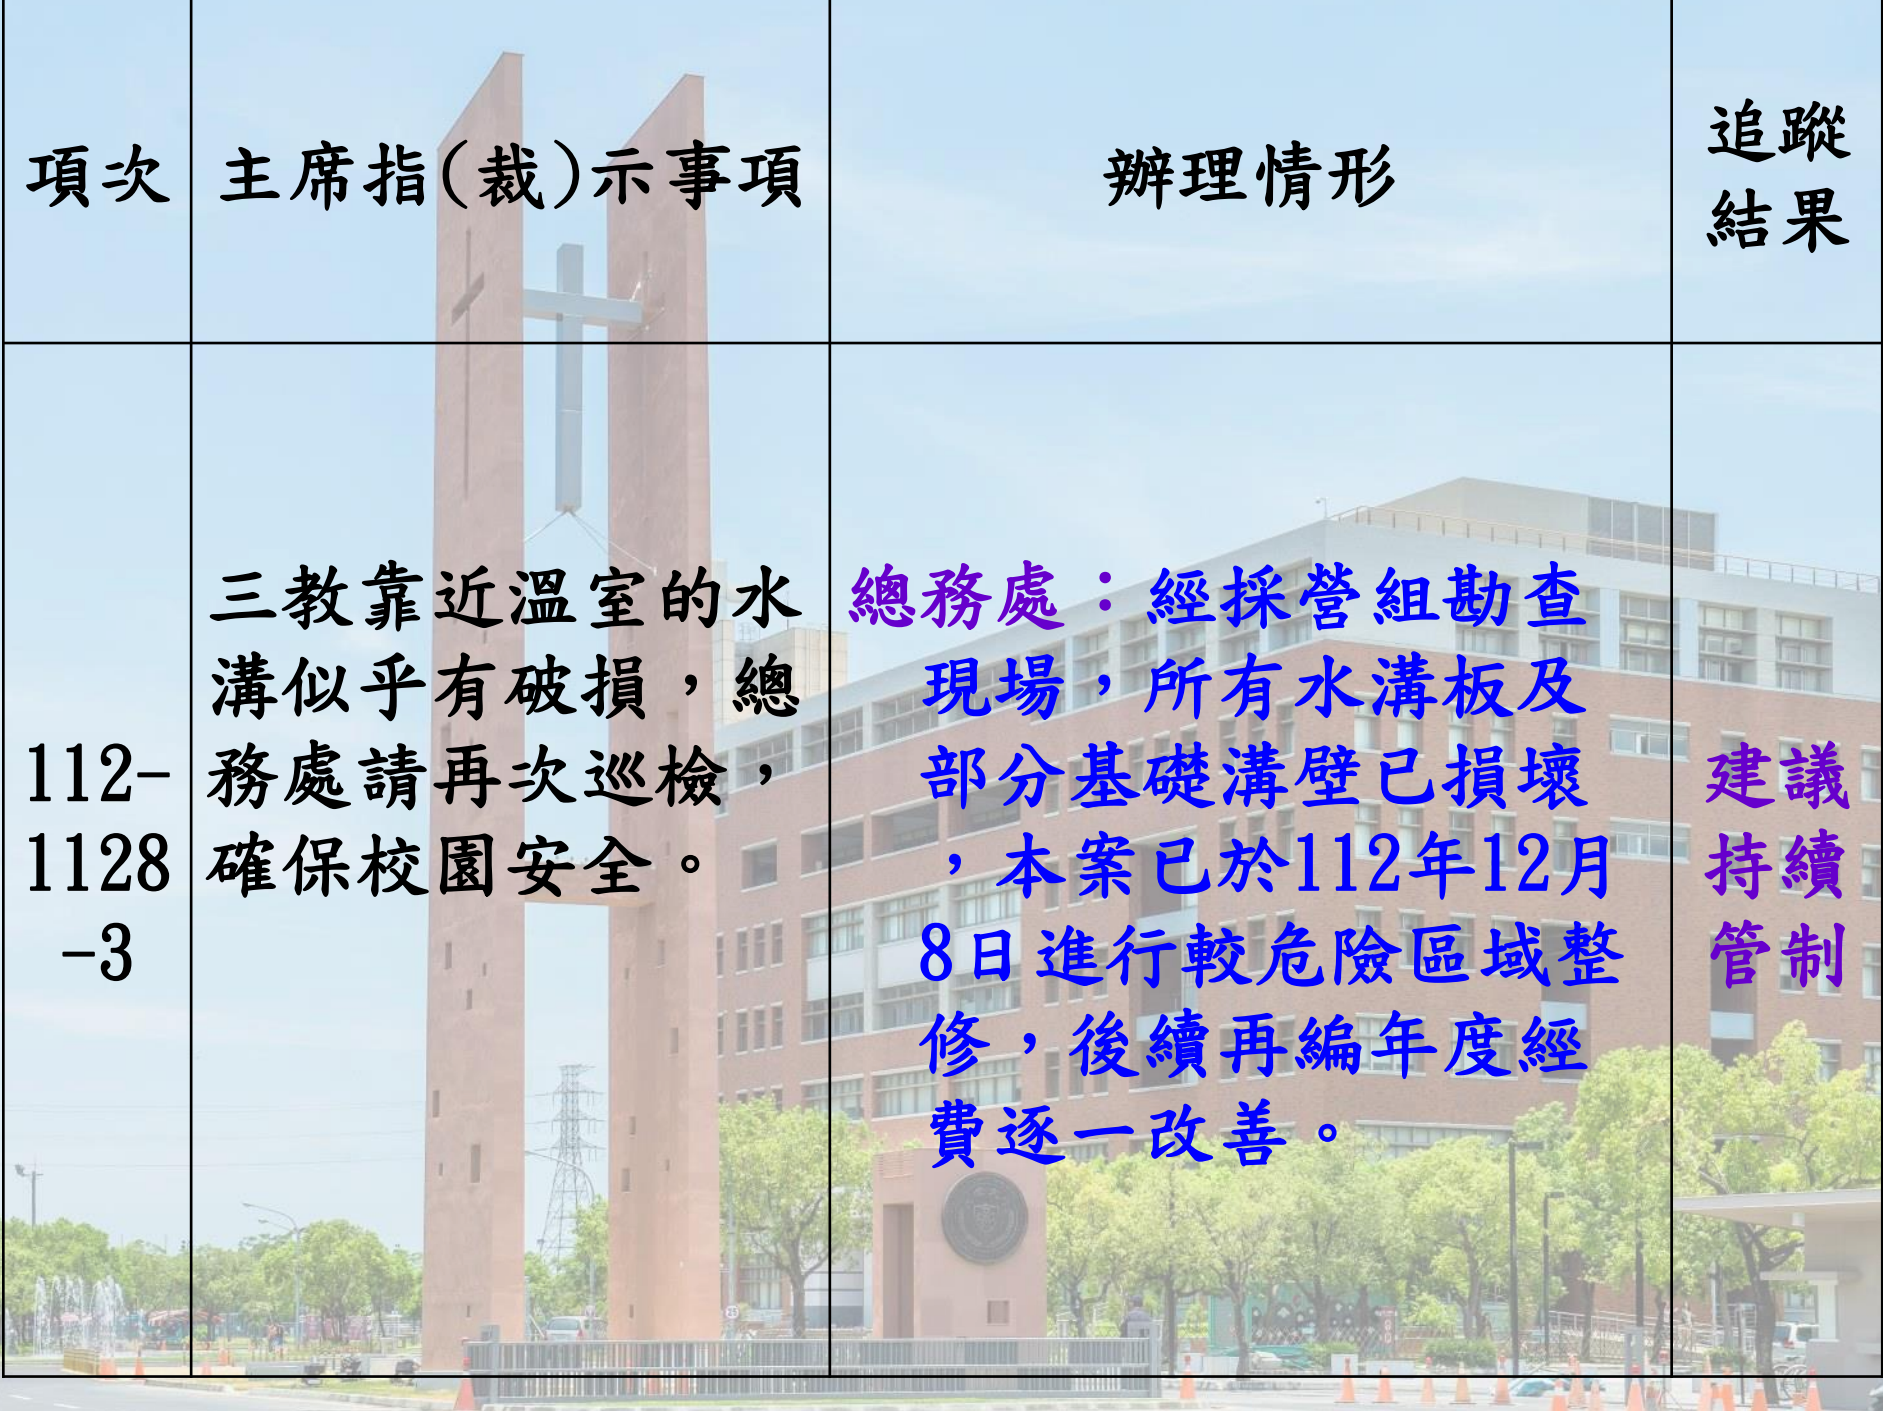 項次
主席指(裁)示事項
辦理情形
追蹤
結果
112-
1128
-3
三教靠近溫室的水
溝似乎有破損，總
務處請再次巡檢，
確保校園安全。
總務處：經採營組勘查
現場，所有水溝板及
部分基礎溝壁已損壞
，本案已於112年12月
8日進行較危險區域整
修，後續再編年度經
費逐一改善。
建議
持續
管制